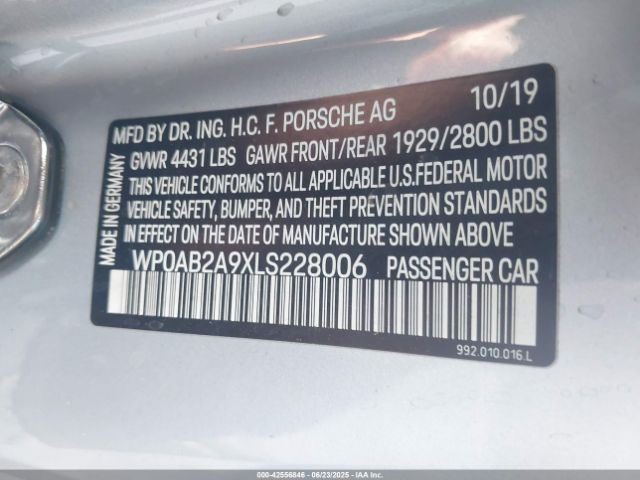 MFD BY DR. ING. H.C. F. PORSCHE AG 10/19
GVWR 4431 LBS GAWR FRONT/REAR 1929/2800 LBS
THIS VEHICLE CONFORMS TO ALL APPLICABLE U.S.FEDERAL MOTOR
VEHICLE SAFETY, BUMPER, AND THEFT PREVENTION STANDARDS
IN EFFECT ON THE DATE OF MANUFACTURE SHOWN ABOVE
WP0AB2A9XLS228006 PASSENGER CAR
MADE IN GERMANY
992.010.016.L
000-42556846 - 06/23/2025 - IAAI.COM